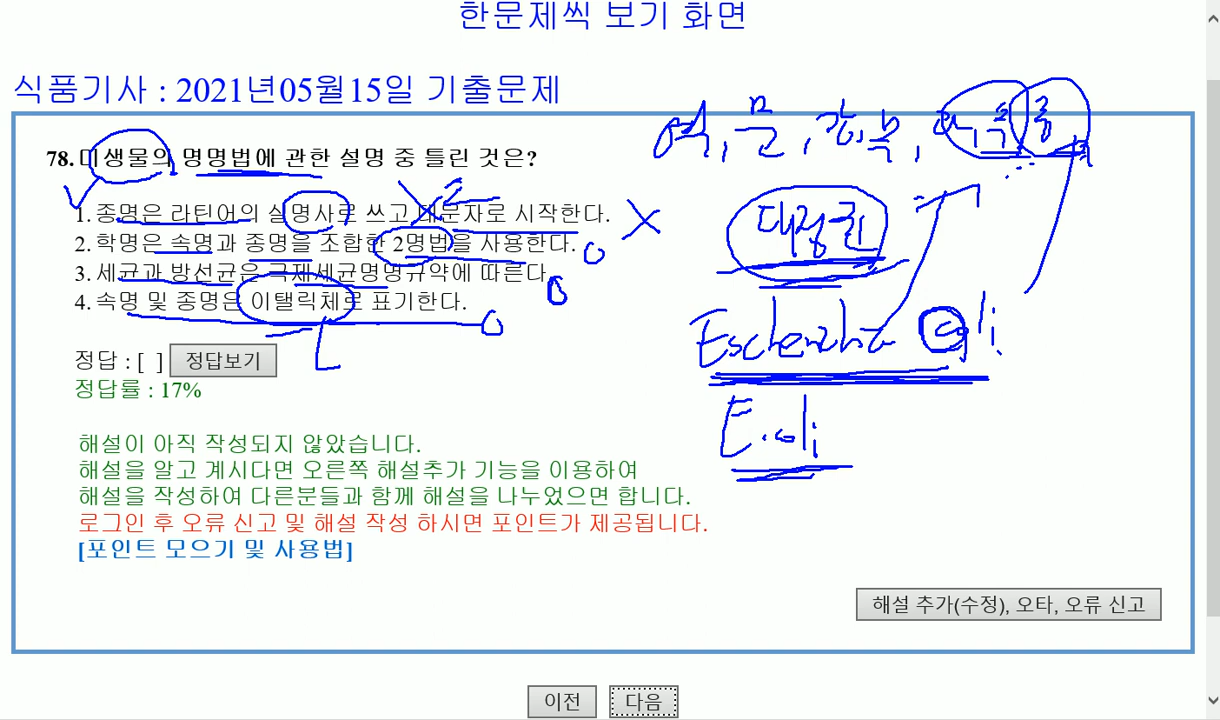 한문제씩 보기 화면
식품기사 : 2021년05월15일 기출문제
78. 미생물의 명명법에 관한 설명 중 틀린 것은?
1. 종명은 라틴어의 실명사로 쓰고 대문자로 시작한다.
2. 학명은 속명과 종명을 조합한 2명법을 사용한다.
3. 세균과 방선균은 국제세균명명규약에 따른다.
4. 속명 및 종명은 이탤릭체로 표기한다.
대장균
coli
E.coli
정답 : [ ] 정답보기
정답률 : 17%
해설이 아직 작성되지 않았습니다.
해설을 알고 계시다면 오른쪽 해설추가 기능을 이용하여
해설을 작성하여 다른분들과 함께 해설을 나누었으면 합니다.
로그인 후 오류 신고 및 해설 작성 하시면 포인트가 제공됩니다.
[포인트 모으기 및 사용법]
해설 추가(수정), 오타, 오류 신고
이전 다음